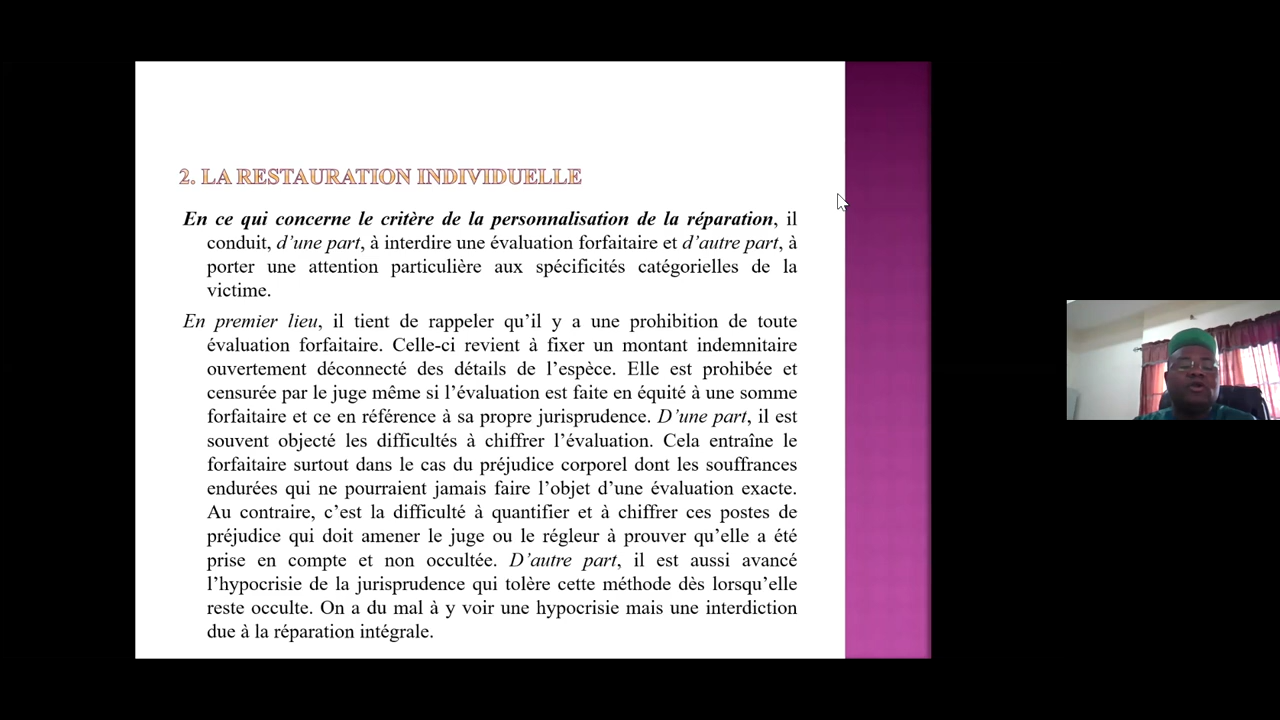 2. LA RESTAURATION INDIVIDUELLE
En ce qui concerne le critère de la personnalisation de la réparation, il
conduit, d’une part, à interdire une évaluation forfaitaire et d’autre part, à
porter une attention particulière aux spécificités catégorielles de la
victime.
En premier lieu, il tient de rappeler qu’il y a une prohibition de toute
évaluation forfaitaire. Celle-ci revient à fixer un montant indemnitaire
ouvertement déconnecté des détails de l’espèce. Elle est prohibée et
censurée par le juge même si l’évaluation est faite en équité à une somme
forfaitaire et ce en référence à sa propre jurisprudence. D’une part, il est
souvent objecté les difficultés à chiffrer l’évaluation. Cela entraîne le
forfaitaire surtout dans le cas du préjudice corporel dont les souffrances
endurées qui ne pourraient jamais faire l’objet d’une évaluation exacte.
Au contraire, c’est la difficulté à quantifier et à chiffrer ces postes de
préjudice qui doit amener le juge ou le régleur à prouver qu’elle a été
prise en compte et non occultée. D’autre part, il est aussi avancé
l’hypocrisie de la jurisprudence qui tolère cette méthode dès lorsqu’elle
reste occulte. On a du mal à y voir une hypocrisie mais une interdiction
due à la réparation intégrale.